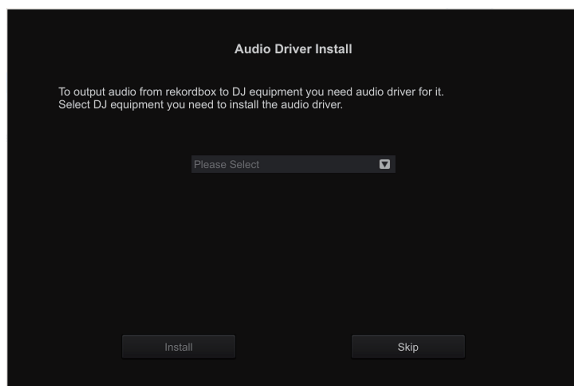 Audio Driver Install
To output audio from rekordbox to DJ equipment you need audio driver for it.
Select DJ equipment you need to install the audio driver.
Please Select
Install
Skip